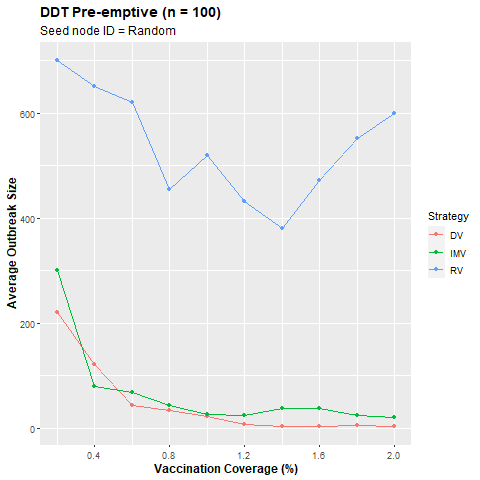 DDT Pre-emptive (n = 100)
Seed node ID = Random
Average Outbreak Size
600
400
200
0
0.4
0.8
1.2
1.6
2.0
Vaccination Coverage (%)
Strategy
DV
IMV
RV